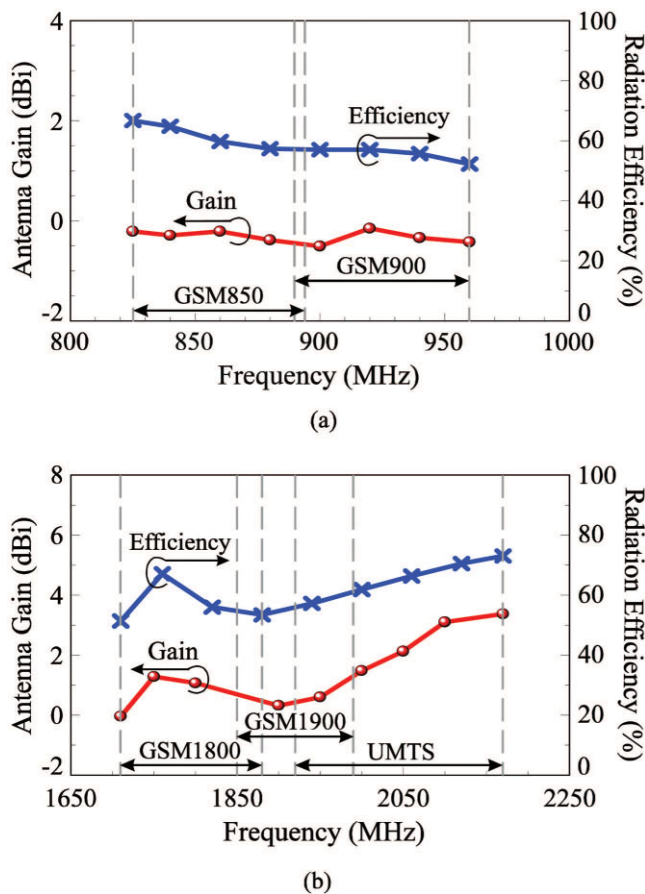 4
2
0
-2
Antenna Gain (dBi)
100
80
60
40
20
0
Radiation Efficiency (%)
Efficiency
Gain
GSM900
GSM850
800 850 900 950 1000
Frequency (MHz)
(a)
8
6
4
2
0
-2
Antenna Gain (dBi)
100
80
60
40
20
0
Radiation Efficiency (%)
Efficiency
Gain
GSM1900
GSM1800 UMTS
1650 1850 2050 2250
Frequency (MHz)
(b)